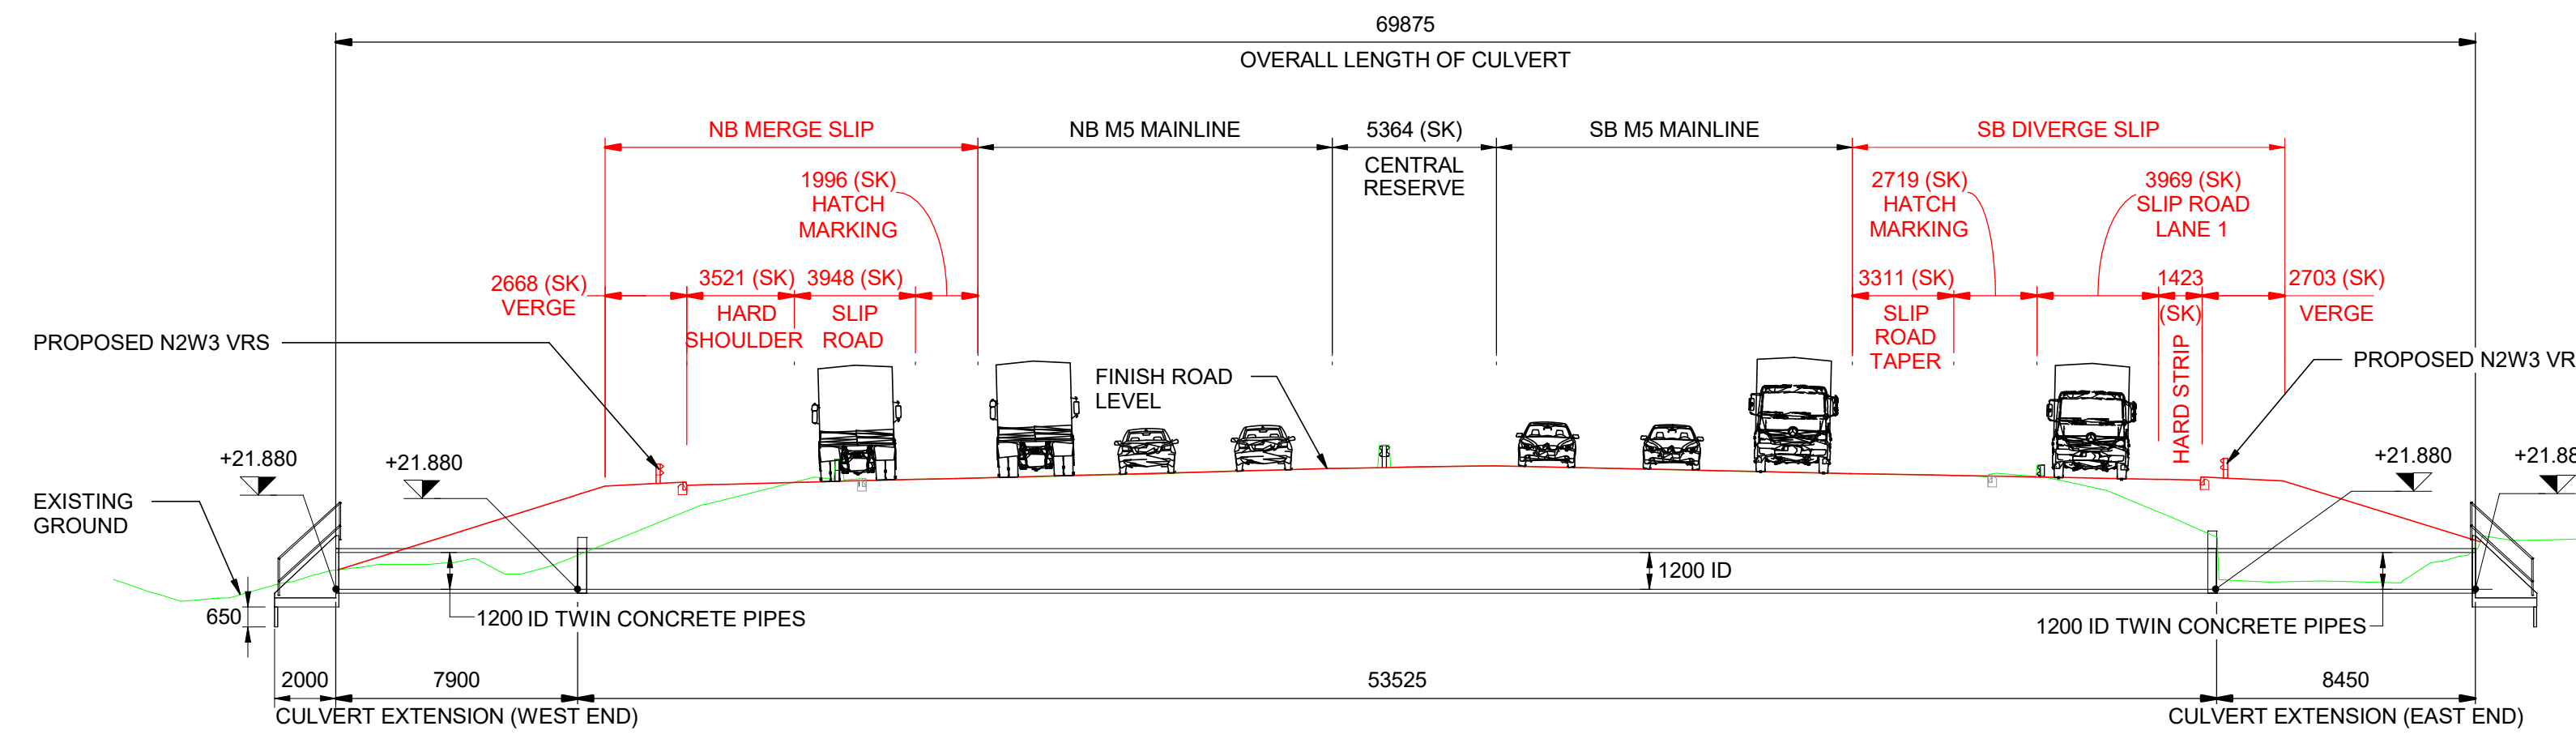 69875
OVERALL LENGTH OF CULVERT
NB MERGE SLIP
NB M5 MAINLINE
5364 (SK)
CENTRAL
RESERVE
SB M5 MAINLINE
SB DIVERGE SLIP
1996 (SK)
HATCH
MARKING
2719 (SK)
HATCH
MARKING
3969 (SK)
SLIP ROAD
LANE 1
2668 (SK)
VERGE
3521 (SK)
HARD
SHOULDER
3948 (SK)
SLIP
ROAD
3311 (SK)
SLIP
ROAD
TAPER
1423
(SK)
HARD STRIP
2703 (SK)
VERGE
PROPOSED N2W3 VRS
FINISH ROAD
LEVEL
PROPOSED N2W3 VR
+21.880
+21.880
+21.880
+21.88
EXISTING
GROUND
650
1200 ID TWIN CONCRETE PIPES
1200 ID
1200 ID TWIN CONCRETE PIPES
2000
7900
53525
8450
CULVERT EXTENSION (WEST END)
CULVERT EXTENSION (EAST END)